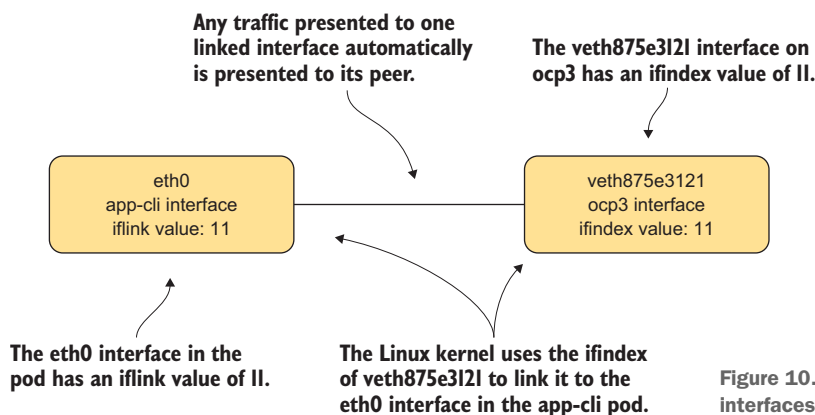 Any traffic presented to one
linked interface automatically
is presented to its peer.
The veth875e3121 interface on
ocp3 has an ifindex value of 11.
eth0
app-cli interface
iflink value: 11
veth875e3121
ocp3 interface
ifindex value: 11
The eth0 interface in the
pod has an iflink value of 11.
The Linux kernel uses the ifindex
of veth875e3121 to link it to the
eth0 interface in the app-cli pod.
Figure 10.
interfaces